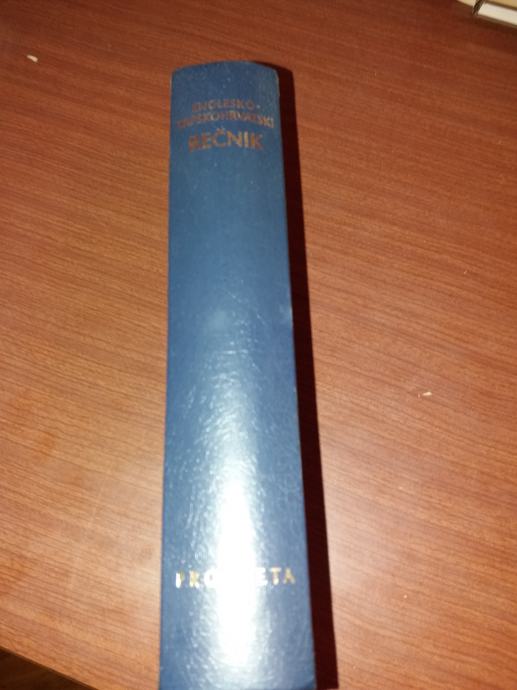 ENGLESKO-
SRPSKOHRVATSKI
REČNIK
PROSVETA